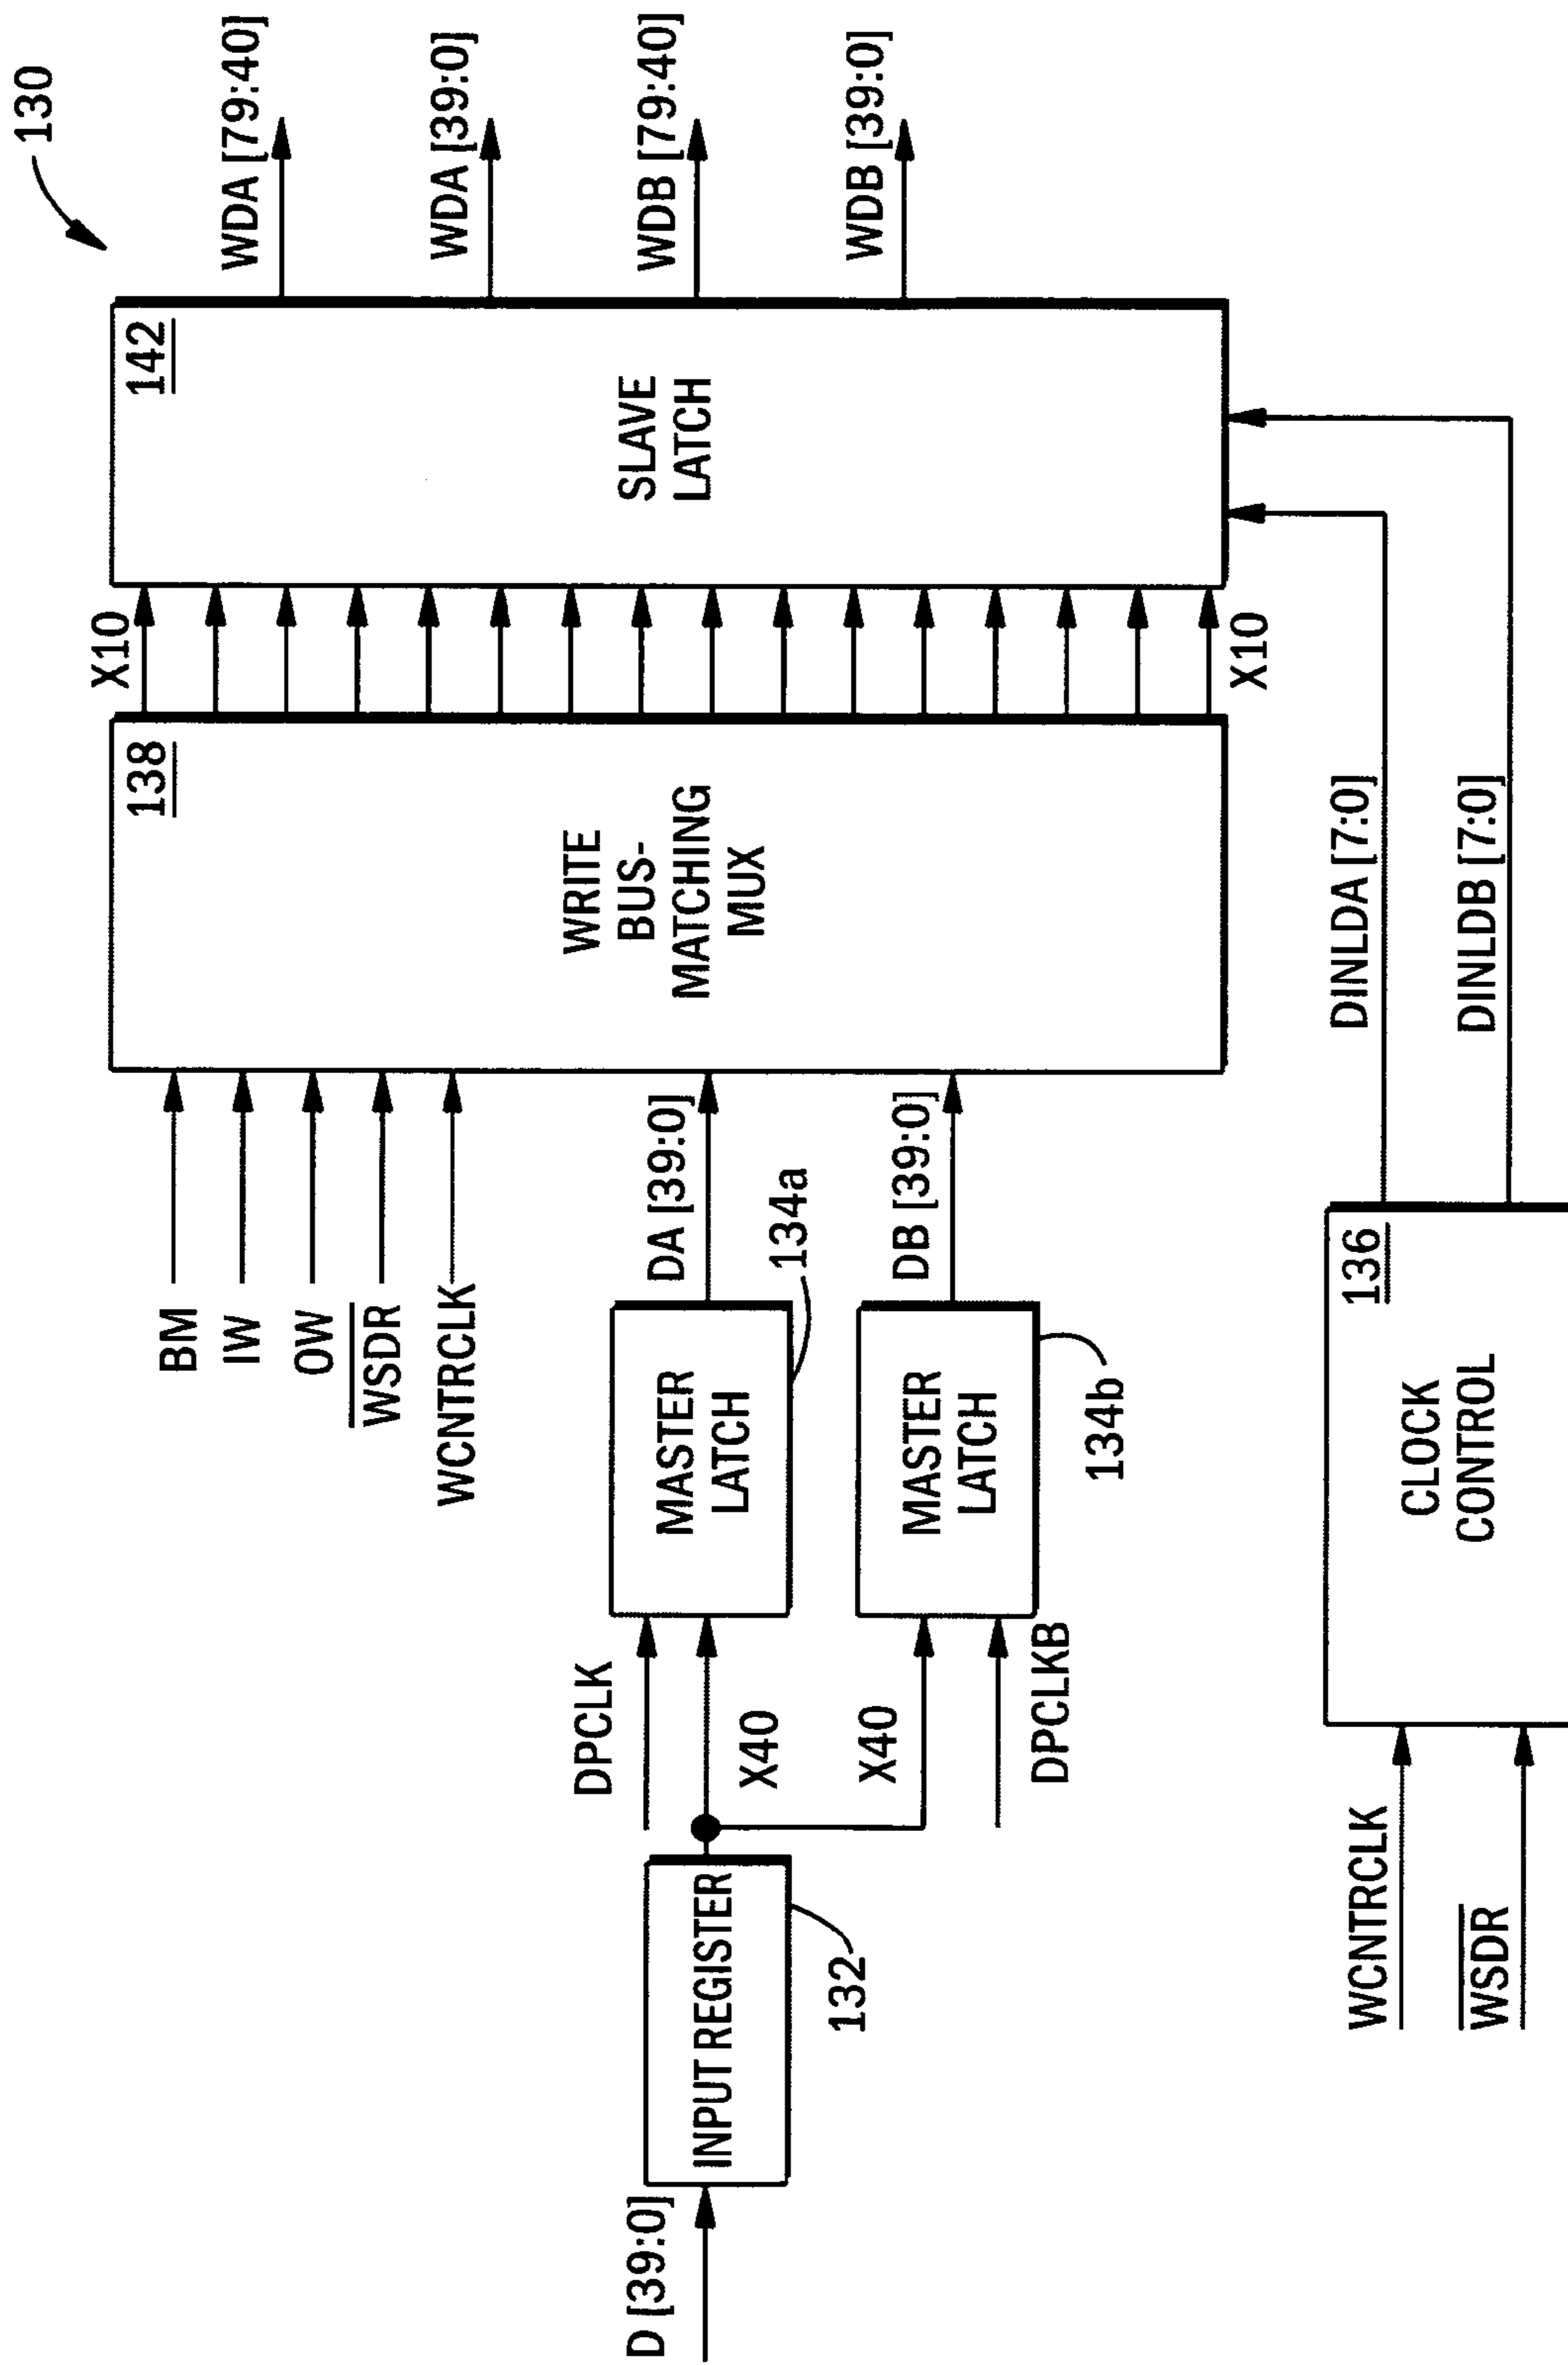 130
WDA [79:40]
WDA [39:0]
WDB [79:40]
WDB [39:0]
142
SLAVE
LATCH
X10
X10
138
WRITE
BUS-
MATCHING
MUX
BM
IW
OW
WSDR
WCNTRCLK
DA [39:0]
134a
DB [39:0]
134b
MASTER
LATCH
MASTER
LATCH
DPCLK
X40
X40
DPCLKB
INPUT REGISTER
132
D [39:0]
DINLDA [7:0]
DINLDB [7:0]
136
CLOCK
CONTROL
WCNTRCLK
WSDR